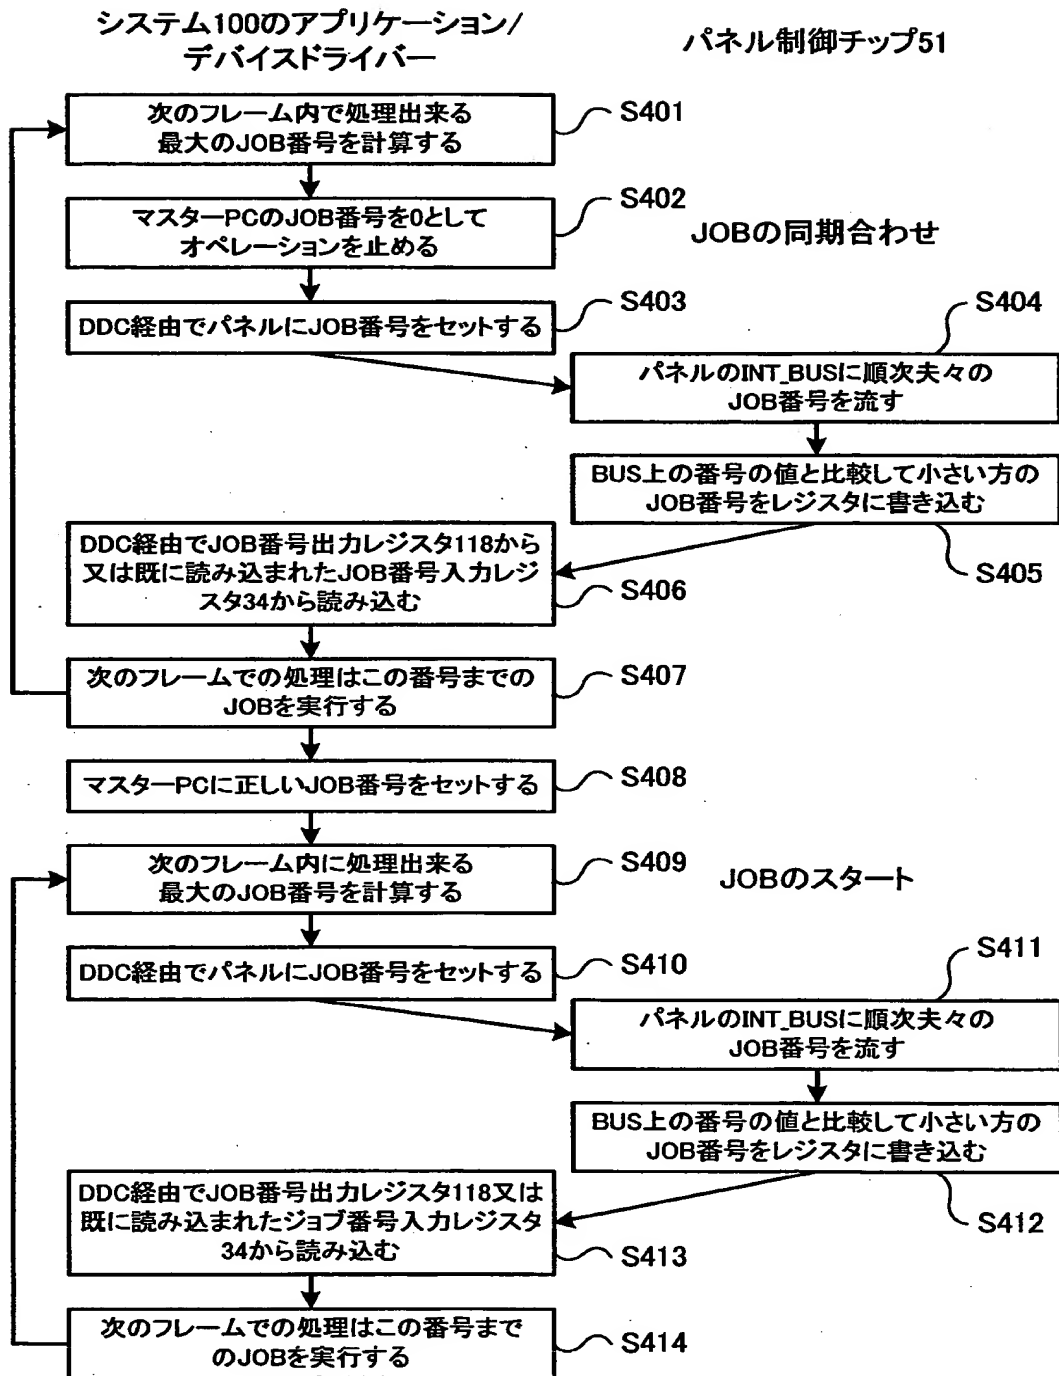 システム100のアプリケーション/
デバイスドライバー
パネル制御チップ51
次のフレーム内で処理出来る
最大のJOB番号を計算する
S401
マスターPCのJOB番号を0として
オペレーションを止める
S402
JOBの同期合わせ
DDC経由でパネルにJOB番号をセットする
S403
S404
パネルのINT_BUSに順次夫々の
JOB番号を流す
BUS上の番号の値と比較して小さい方の
JOB番号をレジスタに書き込む
S405
DDC経由でJOB番号出力レジスタ118から
又は既に読み込まれたJOB番号入力レジ
スタ34から読み込む
S406
次のフレームでの処理はこの番号までの
JOBを実行する
S407
マスターPCに正しいJOB番号をセットする
S408
次のフレーム内に処理出来る
最大のJOB番号を計算する
S409
JOBのスタート
DDC経由でパネルにJOB番号をセットする
S410
S411
パネルのINT_BUSに順次夫々の
JOB番号を流す
BUS上の番号の値と比較して小さい方の
JOB番号をレジスタに書き込む
S412
DDC経由でJOB番号出力レジスタ118又は
既に読み込まれたジョブ番号入力レジスタ
34から読み込む
S413
次のフレームでの処理はこの番号まで
のJOBを実行する
S414